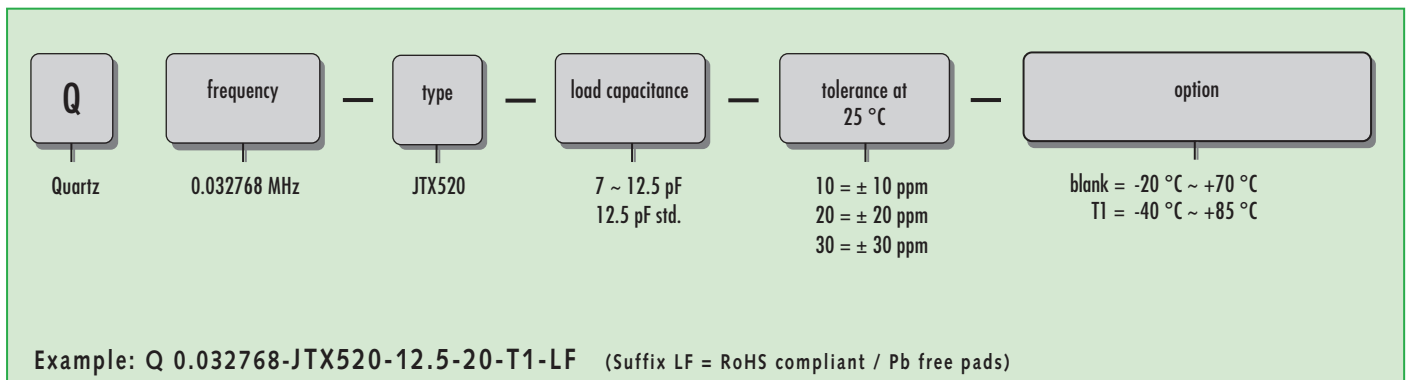 Q
frequency — type — load capacitance — tolerance at 25 °C — option
Quartz
0.032768 MHz
JTX520
7 ~ 12.5 pF
12.5 pF std.
10 = ± 10 ppm
20 = ± 20 ppm
30 = ± 30 ppm
blank = -20 °C ~ +70 °C
T1 = -40 °C ~ +85 °C
Example: Q 0.032768-JTX520-12.5-20-T1-LF (Suffix LF = RoHS compliant / Pb free pads)